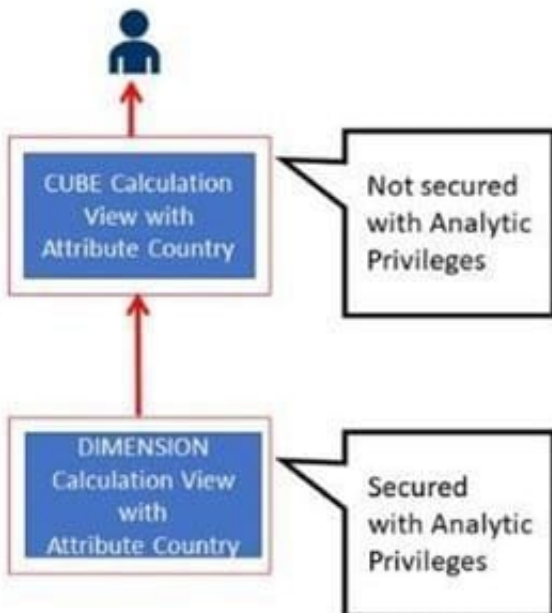 CUBE Calculation
View with
Attribute Country
Not secured
with Analytic
Privileges
DIMENSION
Calculation View
with
Attribute Country
Secured
with Analytic
Privileges